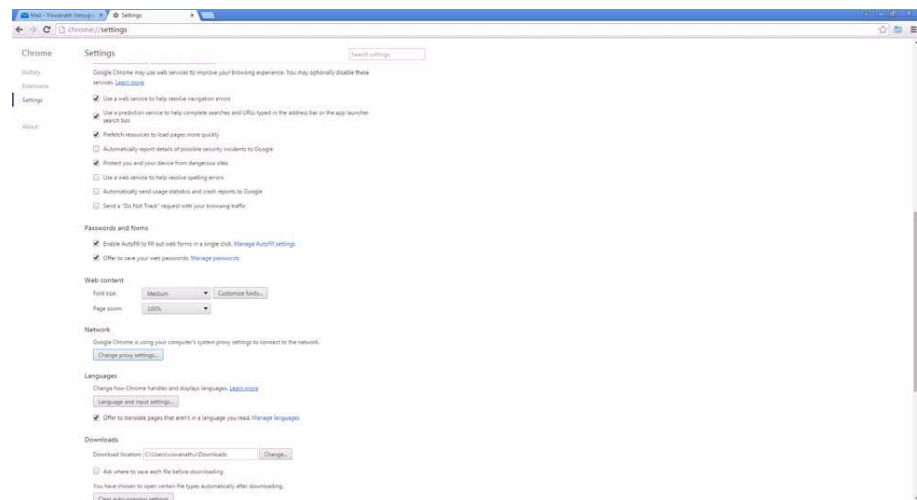 Mail - Viswanath Venug
Settings
chrome://settings
Chrome
Settings
Search settings
History
Extensions
Settings
About
Google Chrome may use web services to improve your browsing experience. You may optionally disable these
services. Learn more
Use a web service to help resolve navigation errors
Use a prediction service to help complete searches and URLs typed in the address bar or the app launcher
search box
Prefetch resources to load pages more quickly
Automatically report details of possible security incidents to Google
Protect you and your device from dangerous sites
Use a web service to help resolve spelling errors
Automatically send usage statistics and crash reports to Google
Send a "Do Not Track" request with your browsing traffic
Passwords and forms
Enable Autofill to fill out web forms in a single click. Manage Autofill settings
Offer to save your web passwords. Manage passwords
Web content
Font size: Medium Customize fonts...
Page zoom: 100%
Network
Google Chrome is using your computer's system proxy settings to connect to the network.
Change proxy settings...
Languages
Change how Chrome handles and displays languages. Learn more
Language and input settings...
Offer to translate pages that aren't in a language you read. Manage languages
Downloads
Download location: Change...
Ask where to save each file before downloading
You have chosen to open certain file types automatically after downloading.
Clear auto-opening settings